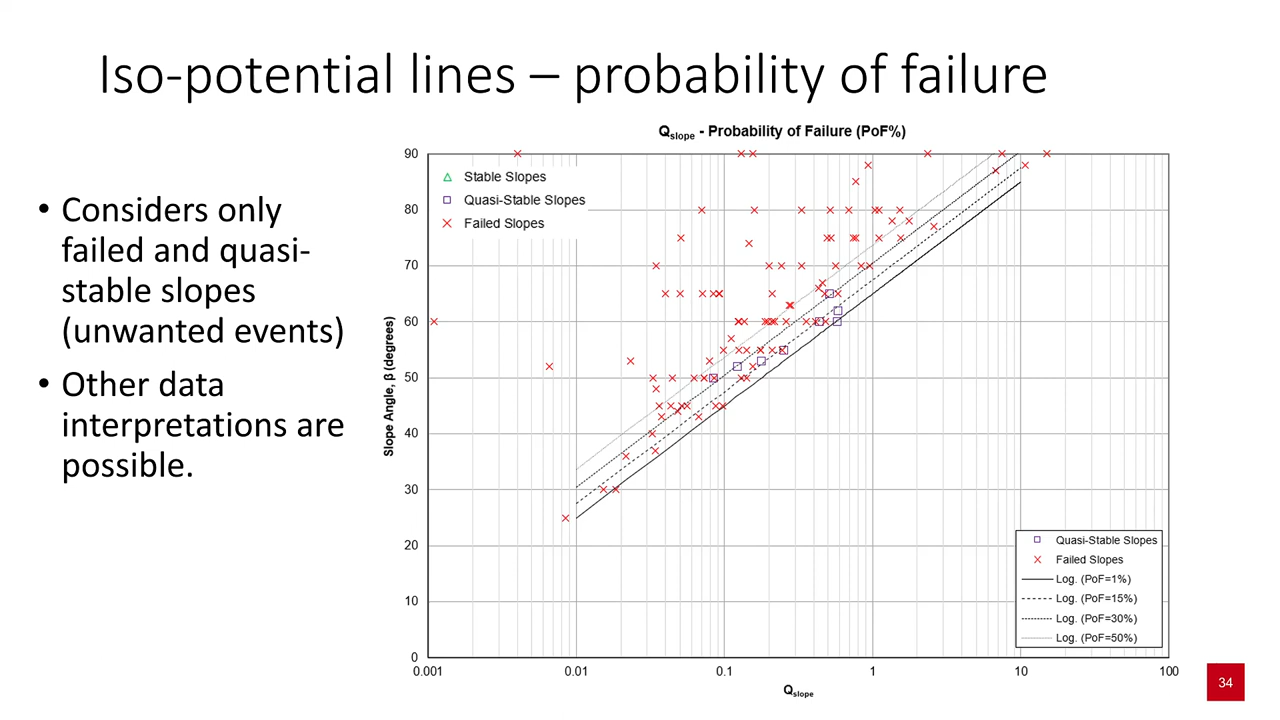 Iso-potential lines – probability of failure
• Considers only
failed and quasi-
stable slopes
(unwanted events)
• Other data
interpretations are
possible.
Qslope - Probability of Failure (PoF%)
Stable Slopes
Quasi-Stable Slopes
Failed Slopes
Slope Angle, β (degrees)
90
80
70
60
50
40
30
20
10
0
0.001
0.01
0.1
1
10
100
Qslope
Quasi-Stable Slopes
Failed Slopes
Log. (PoF=1%)
Log. (PoF=15%)
Log. (PoF=30%)
Log. (PoF=50%)
34